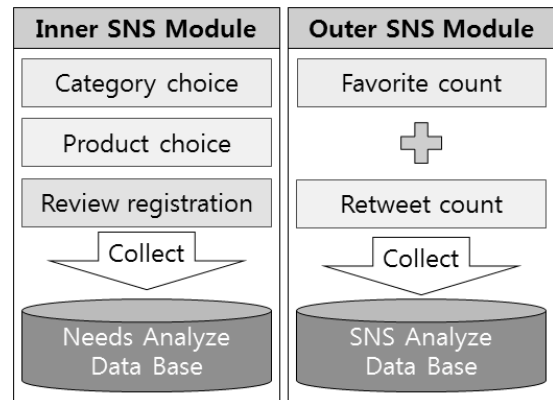 Inner SNS Module
Category choice
Product choice
Review registration
Collect
Needs Analyze
Data Base
Outer SNS Module
Favorite count
Retweet count
Collect
SNS Analyze
Data Base